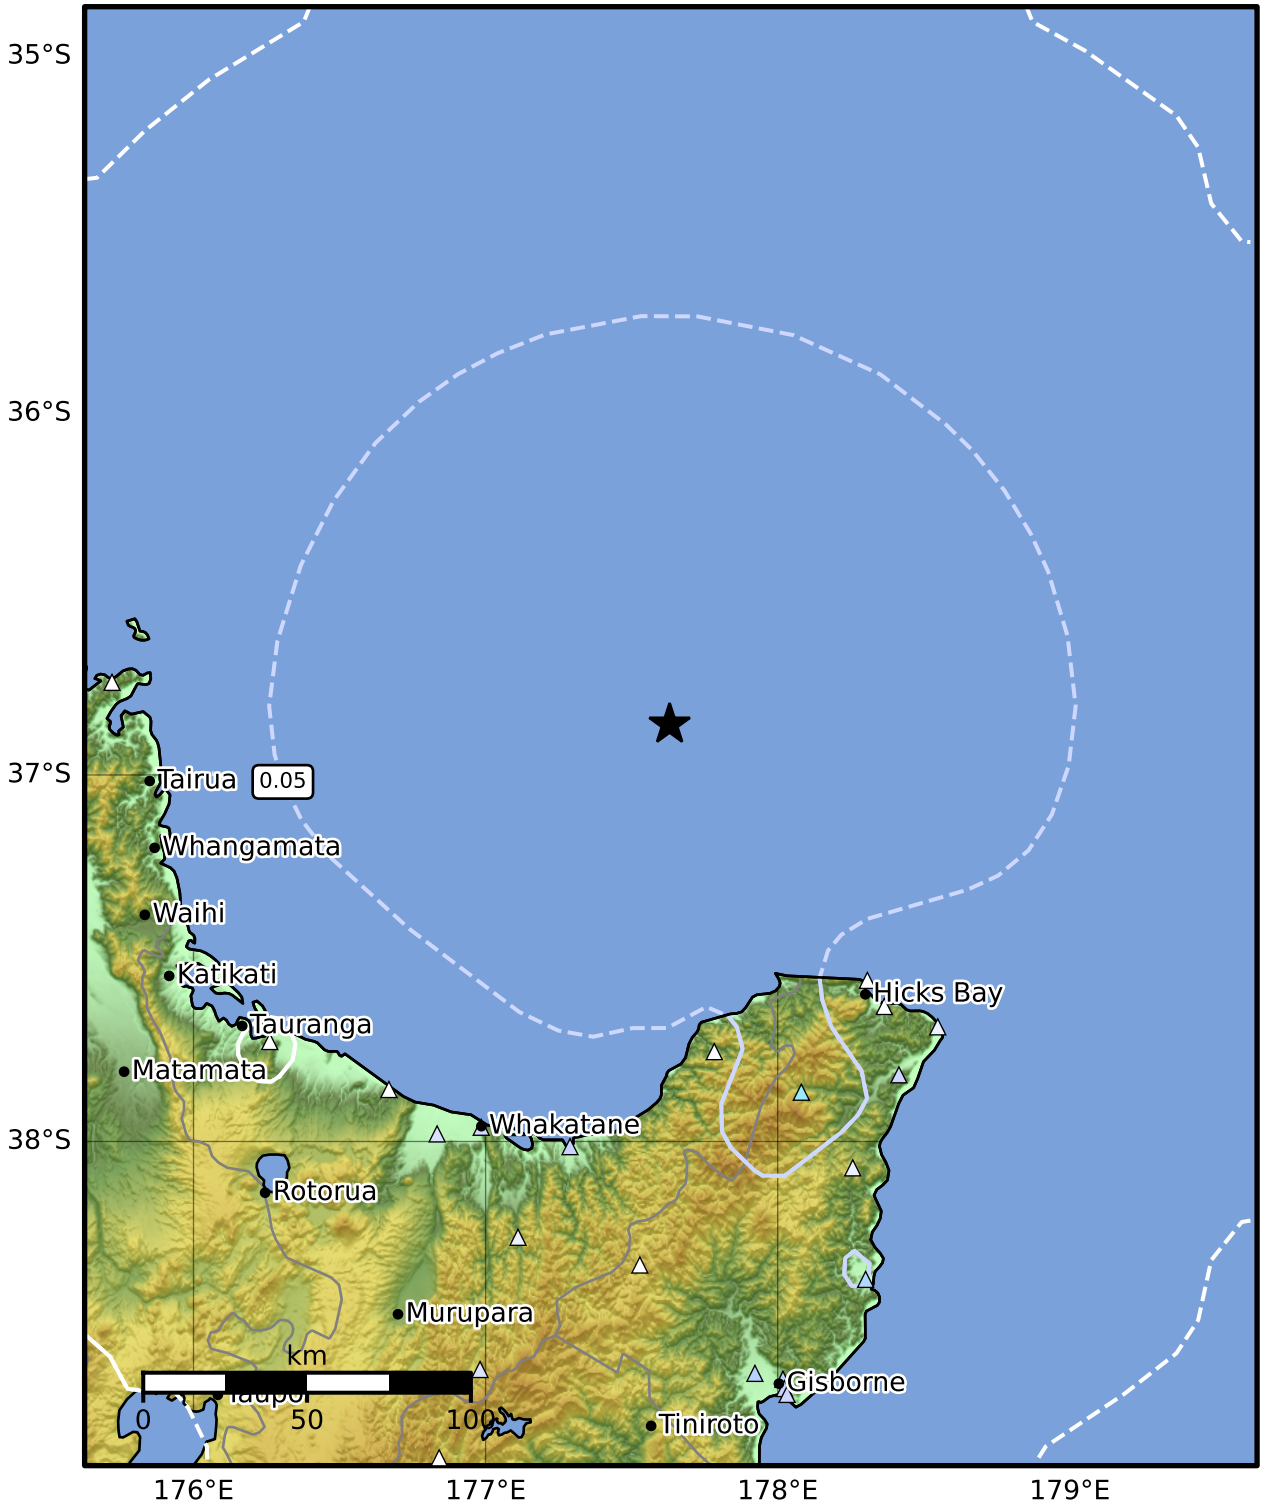 35°S
36°S
37°S
Tairua
0.05
Whangamata
Waihi
Katikati
Hicks Bay
Tauranga
Matamata
Whakatane
38°S
Rotorua
Murupara
km
Gisborne
Taupo
0
50
100
Tiniroto
176°E
177°E
178°E
179°E